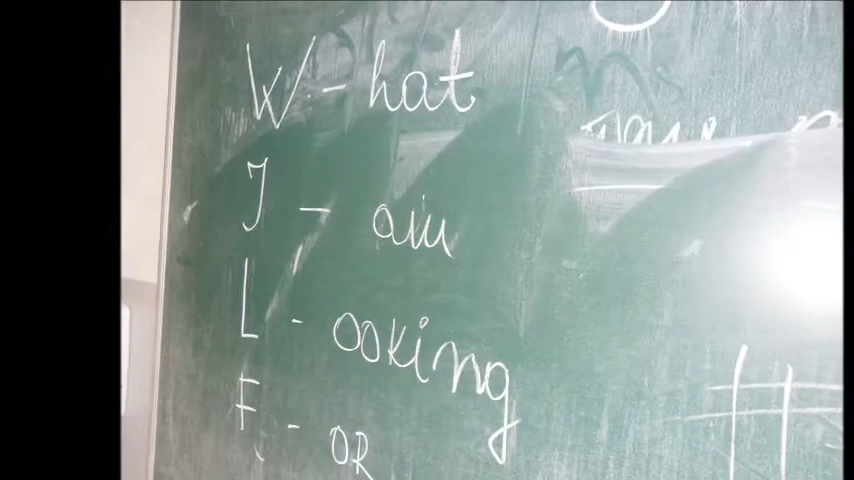 W - hat
I - am
L - ooking
F - OR
#